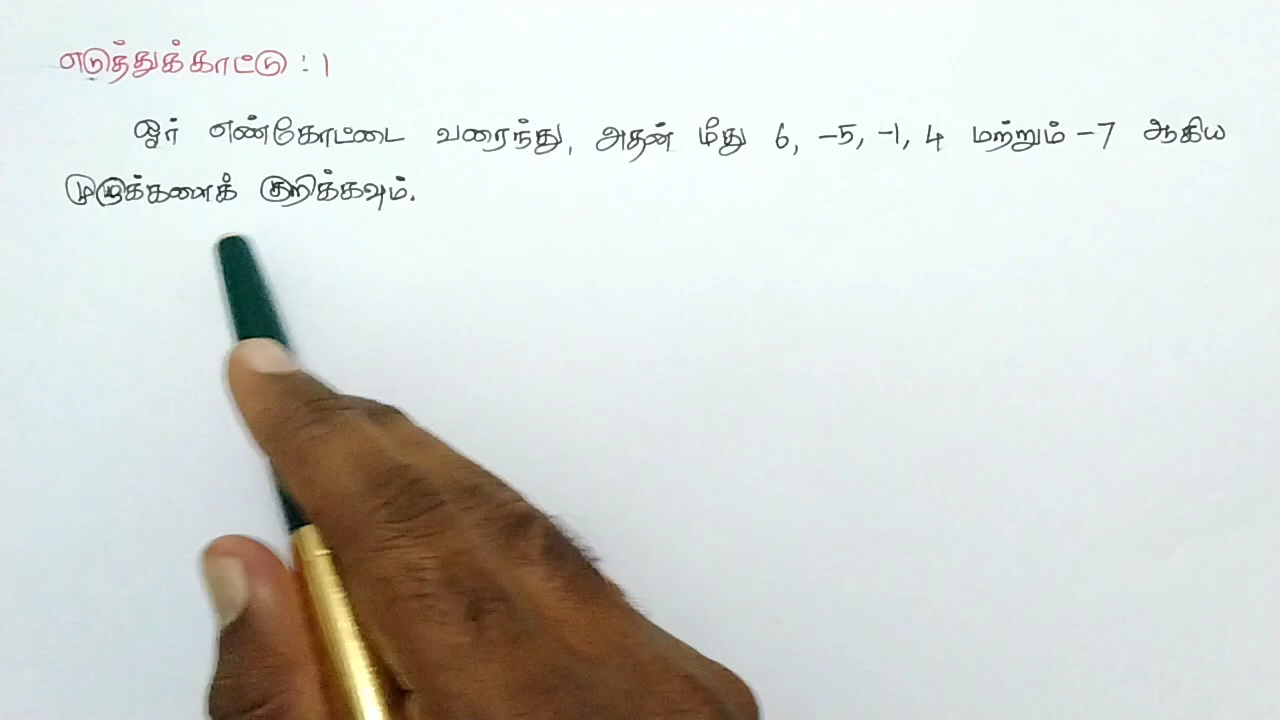 எடுத்துக்காட்டு : 1
ஓர் எண்கோட்டை வரைந்து, அதன் மீது 6, -5, -1, 4 மற்றும் -7 ஆகிய
முழுக்களைக் குறிக்கவும்.